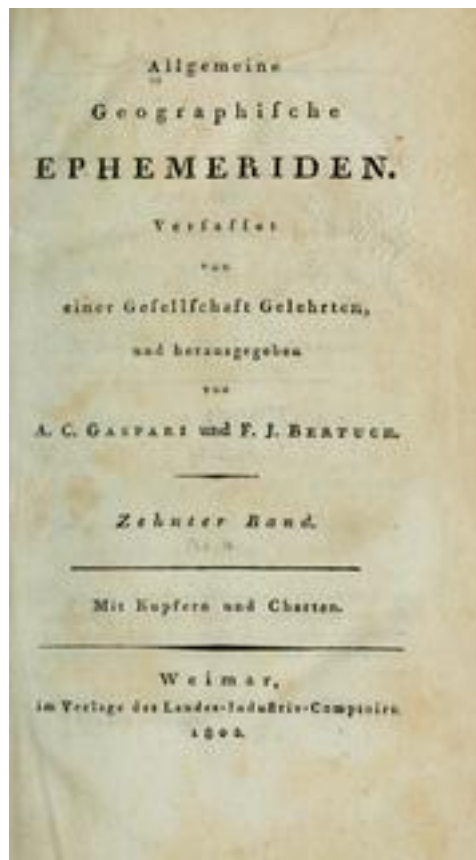 Allgemeine
Geographiſche
EPHEMERIDEN.
Verfaſſet
von
einer Geſellſchaft Gelehrten,
und herausgegeben
von
A. C. GASPARI und F. J. BERTUCH.
Zehnter Band.
Mit Kupfern und Charten.
Weimar,
im Verlage des Landes-Induſtrie-Comptoirs.
1802.